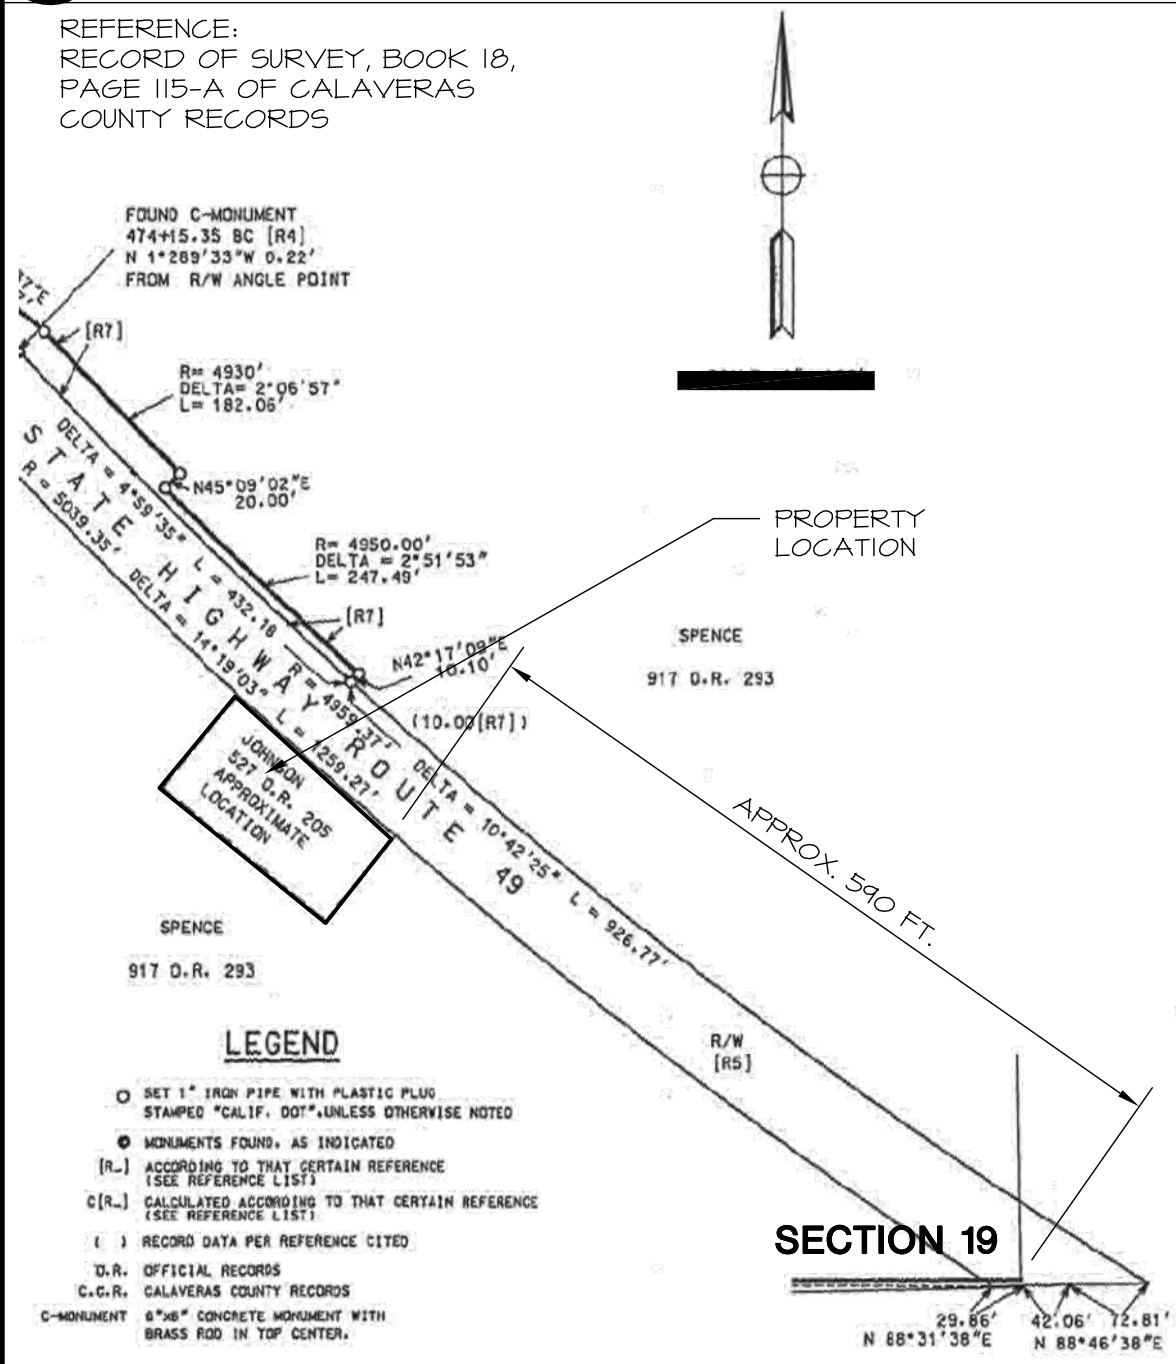 REFERENCE:
RECORD OF SURVEY, BOOK 18,
PAGE 115-A OF CALAVERAS
COUNTY RECORDS
FOUND C-MONUMENT
474+15.35 BC [R4]
N 1°289'33"W 0.22'
FROM R/W ANGLE POINT
[R7]
R= 4930'
DELTA= 2°06'57"
L= 182.06'
N45°09'02"E
20.00'
PROPERTY
LOCATION
R= 4950.00'
DELTA = 2°51'53"
L= 247.49'
[R7]
N42°17'09"E
10.10'
(10.00[R7])
SPENCE
917 O.R. 293
DELTA = 4°59'35" L = 432.18
R = 4959.37'
STATE HIGHWAY ROUTE 49
R = 5039.35' DELTA = 14°19'03" L = 1259.27'
DELTA = 10°42'25" L = 926.77'
JOHNSON
527 O.R. 205
APPROXIMATE
LOCATION
APPROX. 590 FT.
SPENCE
917 O.R. 293
R/W
[R5]
LEGEND
SET 1" IRON PIPE WITH PLASTIC PLUG
STAMPED "CALIF. DOT", UNLESS OTHERWISE NOTED
MONUMENTS FOUND, AS INDICATED
[R_] ACCORDING TO THAT CERTAIN REFERENCE
(SEE REFERENCE LIST)
C[R_] CALCULATED ACCORDING TO THAT CERTAIN REFERENCE
(SEE REFERENCE LIST)
( ) RECORD DATA PER REFERENCE CITED
O.R. OFFICIAL RECORDS
C.C.R. CALAVERAS COUNTY RECORDS
C-MONUMENT 6"x6" CONCRETE MONUMENT WITH
BRASS ROD IN TOP CENTER.
SECTION 19
29.86' 42.06' 72.81'
N 88°31'38"E N 88°46'38"E